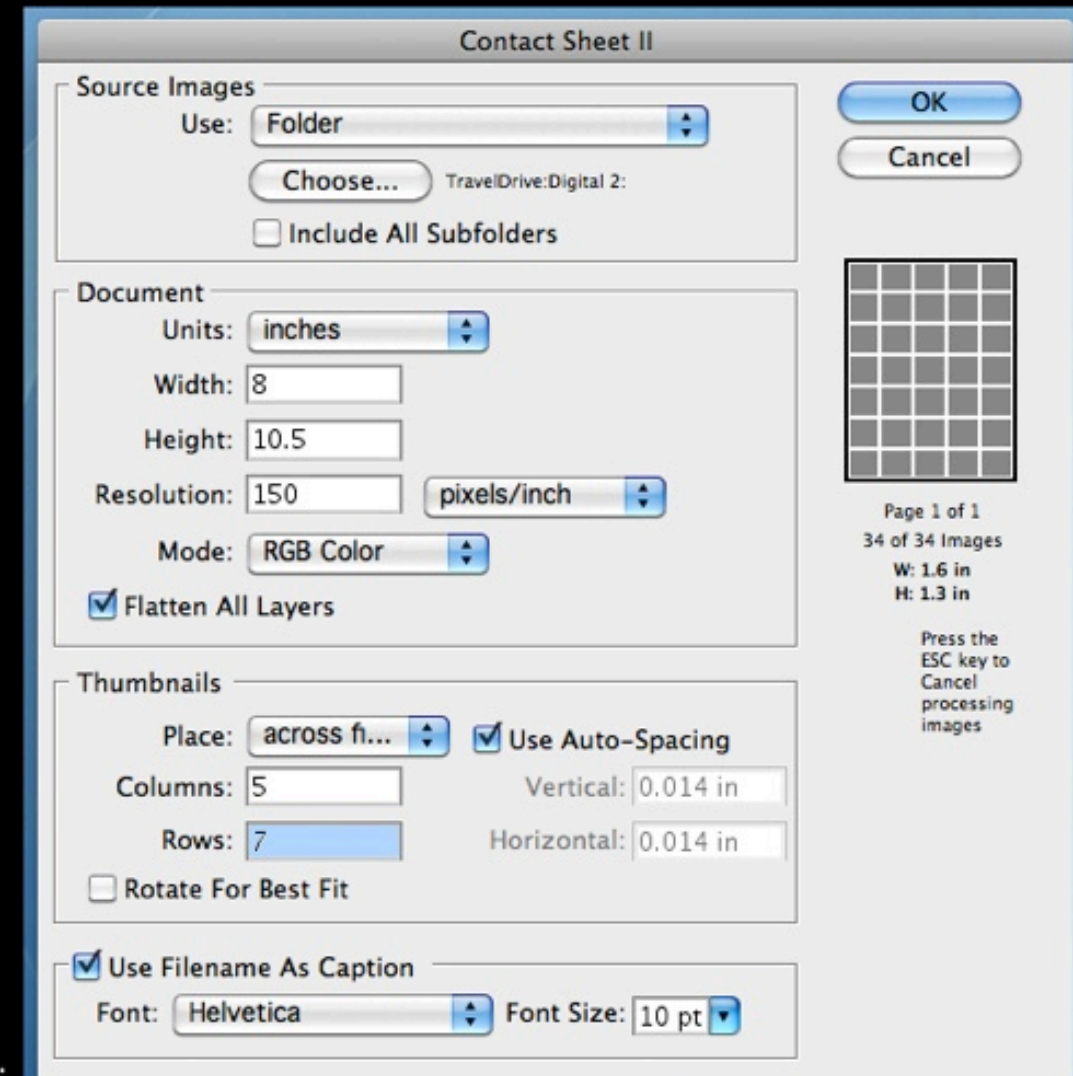 Contact Sheet II
Source Images
Use: Folder
Choose... TravelDrive:Digital 2:
Include All Subfolders
OK
Cancel
Document
Units: inches
Width: 8
Height: 10.5
Resolution: 150 pixels/inch
Mode: RGB Color
Flatten All Layers
Page 1 of 1
34 of 34 Images
W: 1.6 in
H: 1.3 in
Press the
ESC key to
Cancel
processing
images
Thumbnails
Place: across fi... Use Auto-Spacing
Columns: 5 Vertical: 0.014 in
Rows: 7 Horizontal: 0.014 in
Rotate For Best Fit
Use Filename As Caption
Font: Helvetica Font Size: 10 pt